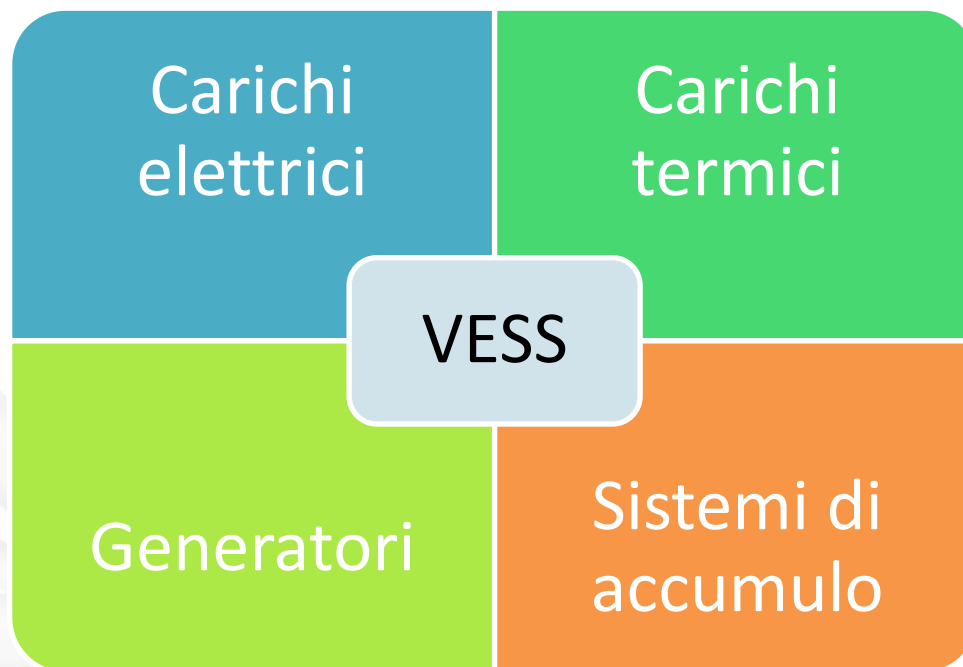 Carichi
elettrici
Carichi
termici
VESS
Generatori
Sistemi di
accumulo